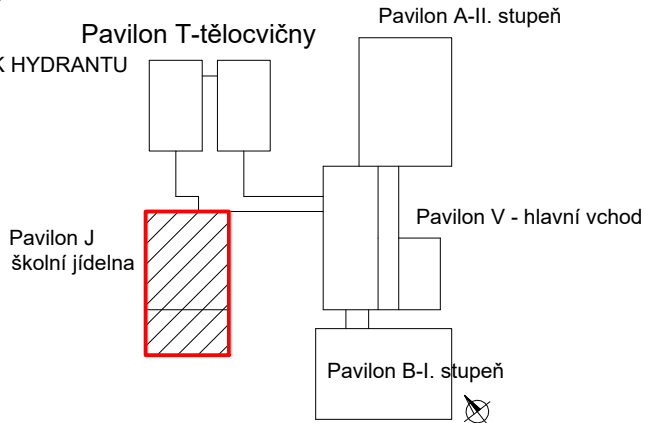 Pavilon A-II. stupeň
Pavilon T-tělocvičny
K HYDRANTU
Pavilon V - hlavní vchod
Pavilon J
školní jídelna
Pavilon B-I. stupeň